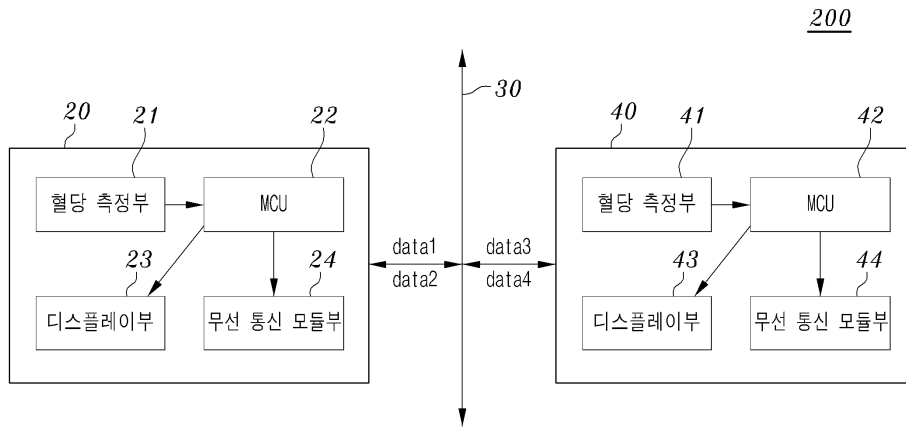 200
30
20
21
22
혈당 측정부
MCU
23
24
디스플레이부
무선 통신 모듈부
data1
data2
data3
data4
40
41
42
혈당 측정부
MCU
43
44
디스플레이부
무선 통신 모듈부